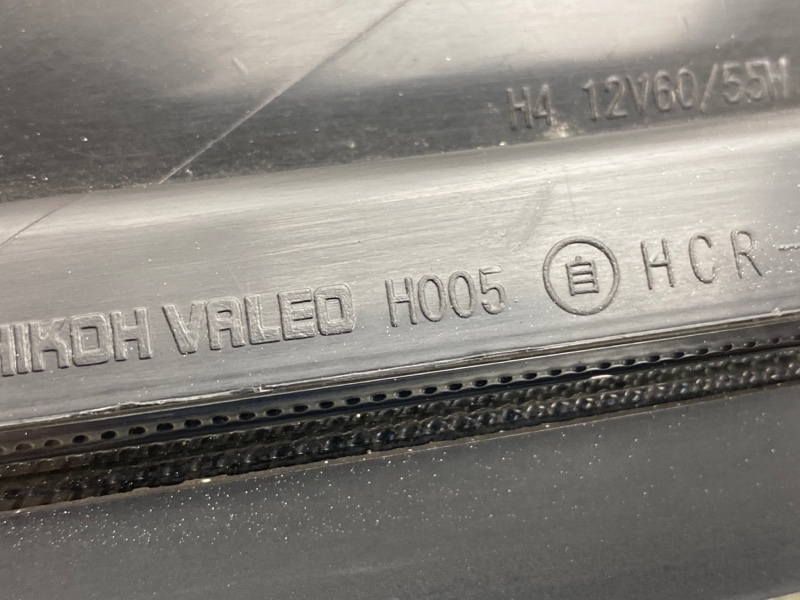 H4 12V60/55W
HIKOH VALEO H005 自 HCR-